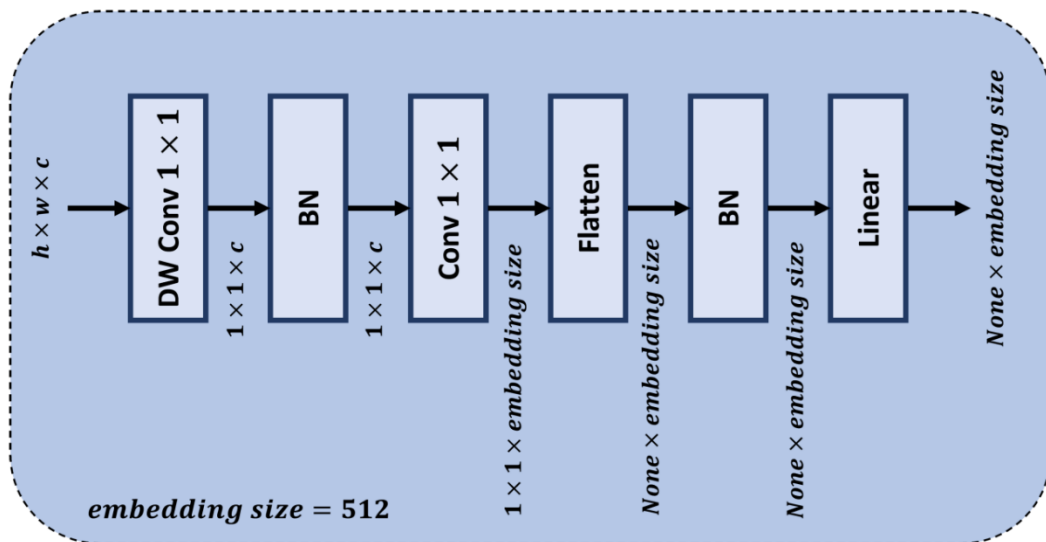 h × w × c
DW Conv 1 × 1
1 × 1 × c
BN
1 × 1 × c
Conv 1 × 1
1 × 1 × embedding size
Flatten
None × embedding size
BN
None × embedding size
Linear
None × embedding size
embedding size = 512